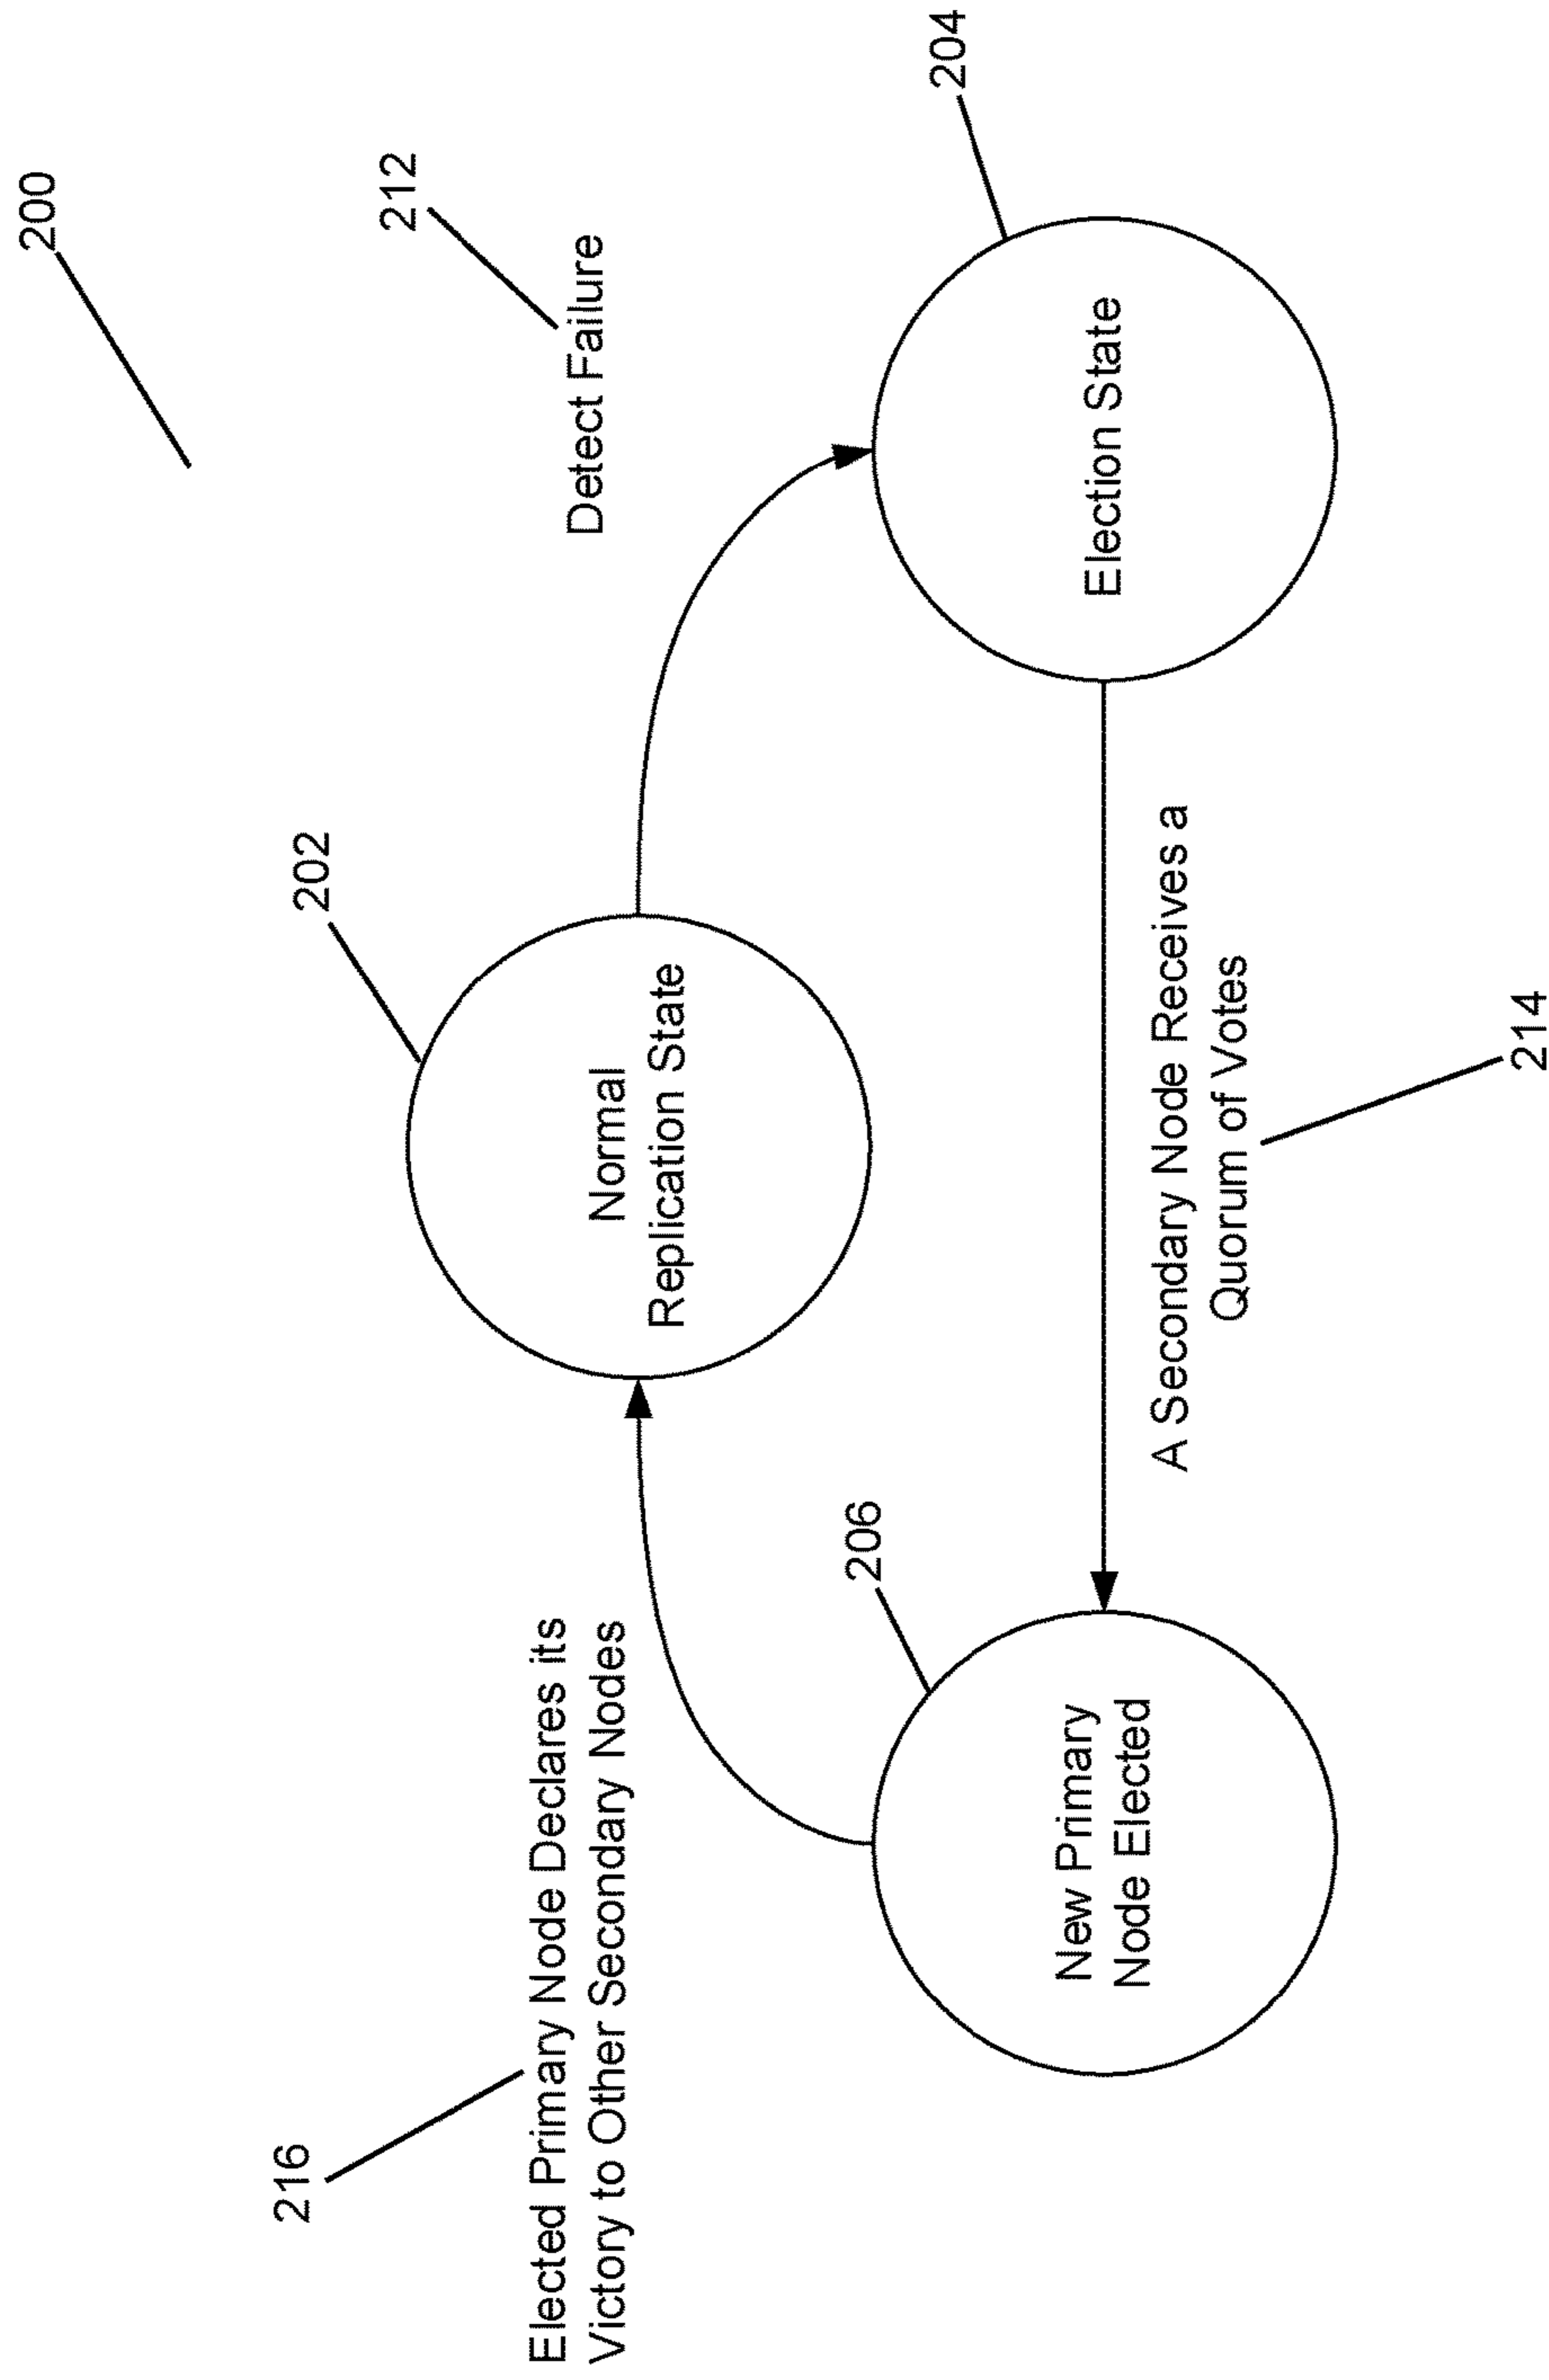 200
212
Detect Failure
202
Normal
Replication State
204
Election State
216
Elected Primary Node Declares its
Victory to Other Secondary Nodes
206
New Primary
Node Elected
A Secondary Node Receives a
Quorum of Votes
214